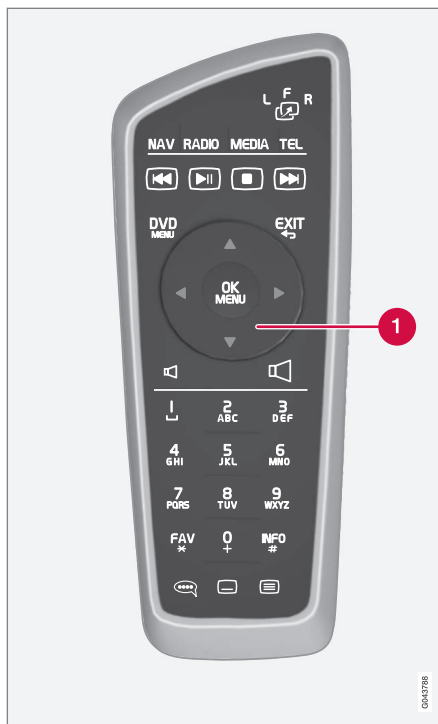 L F R
NAV RADIO MEDIA TEL
DVD EXIT
MENU
OK
MENU
1
1 2 3
ABC DEF
4 5 6
GHI JKL MNO
7 8 9
PQRS TUV WXYZ
FAV 0 INFO
* + #
G043788